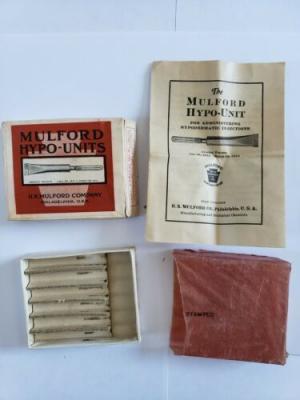 MULFORD
HYPO-UNITS
H.K. MULFORD COMPANY
PHILADELPHIA, U.S.A.
The
MULFORD
HYPO-UNIT
FOR ADMINISTERING
HYPODERMATIC INJECTIONS
MULFORD
H.K. MULFORD CO., Philadelphia, U.S.A.
Manufacturing and Biological Chemists
STAMPED